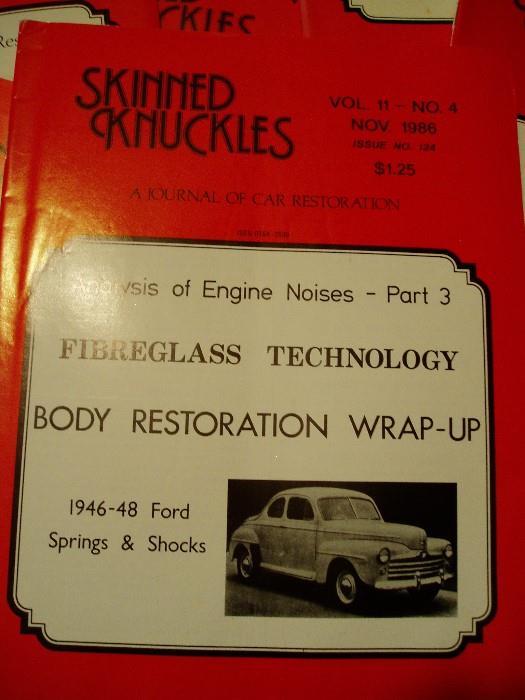 KNUCKLES
SKINNED
KNUCKLES
VOL. 11 – NO. 4
NOV. 1986
ISSUE NO. 124
$1.25
A JOURNAL OF CAR RESTORATION
Analysis of Engine Noises – Part 3
FIBREGLASS TECHNOLOGY
BODY RESTORATION WRAP-UP
1946-48 Ford
Springs & Shocks